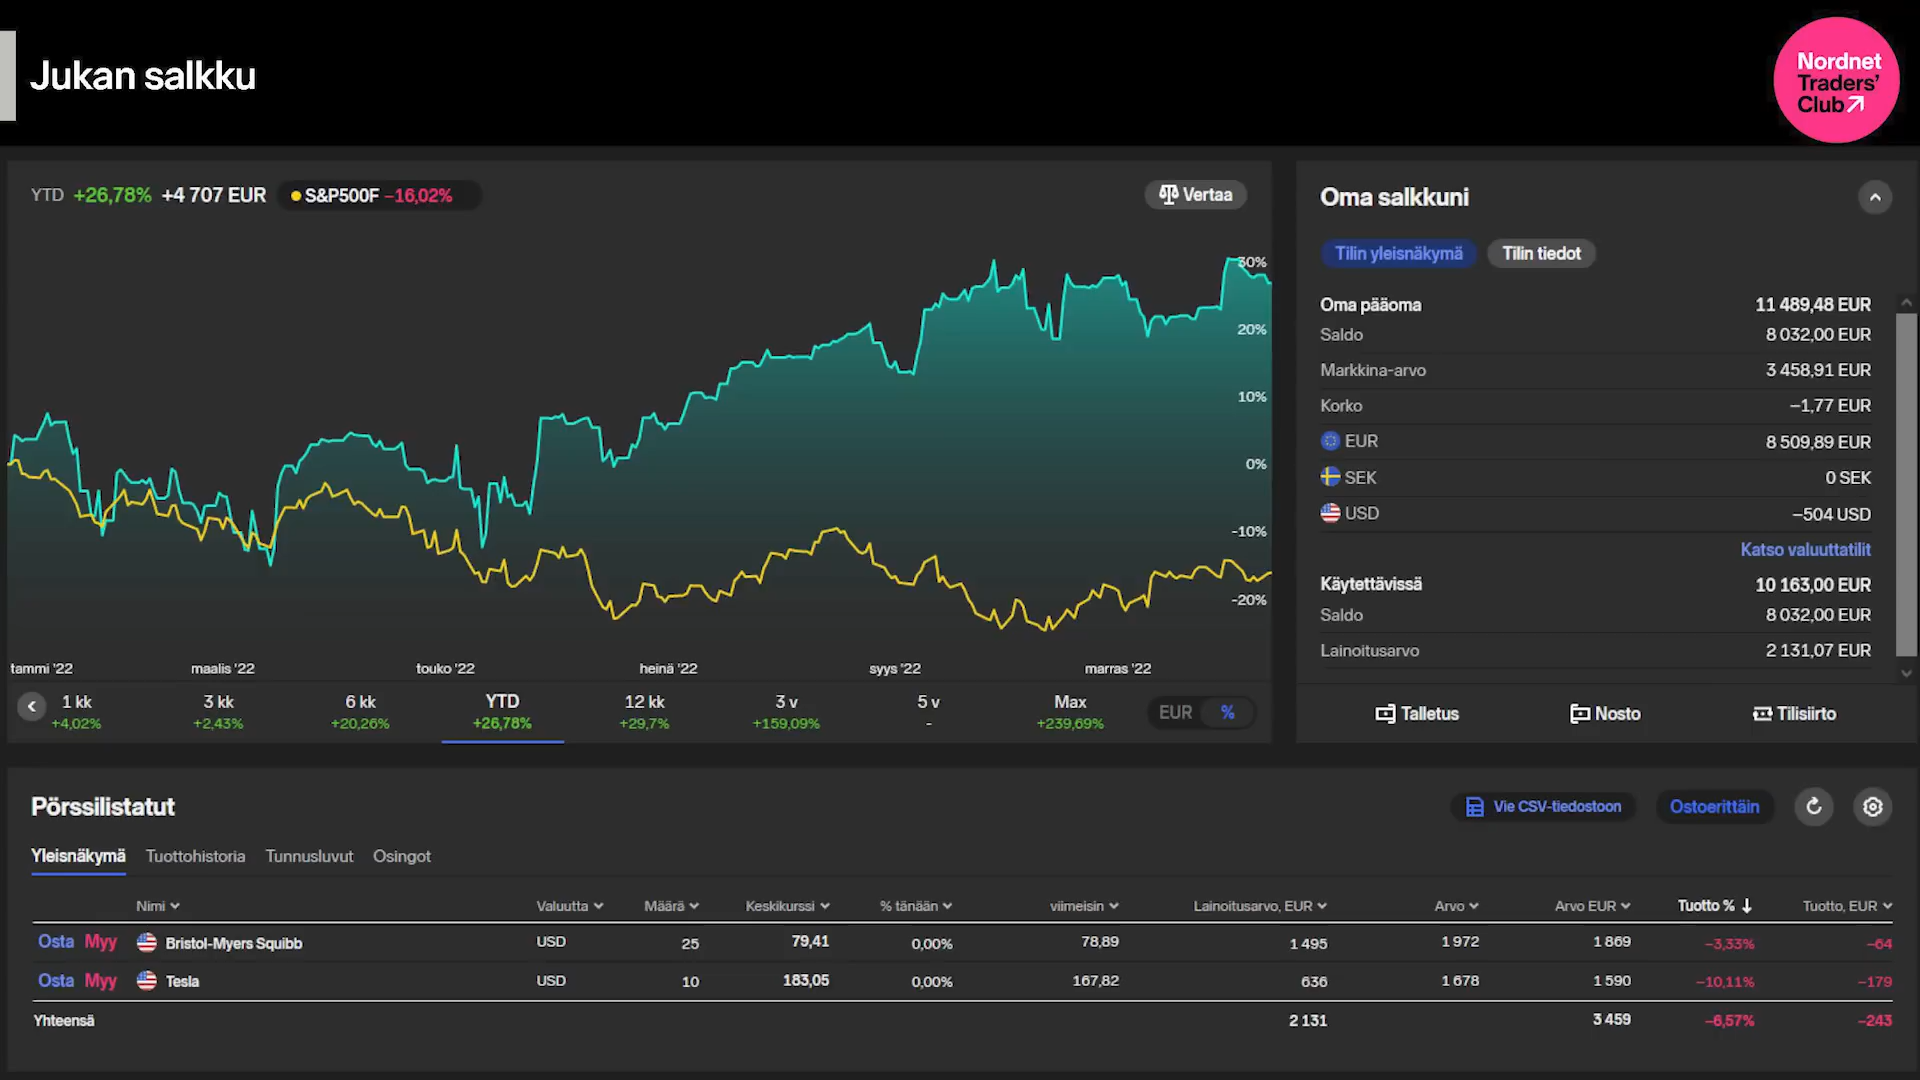 Jukan salkku
Nordnet
Traders'
Club
YTD +26,78% +4 707 EUR S&P500F −16,02%
Vertaa
30%
20%
10%
0%
-10%
-20%
tammi '22 maalis '22 touko '22 heinä '22 syys '22 marras '22
1 kk 3 kk 6 kk YTD 12 kk 3 v 5 v Max
+4,02% +2,43% +20,26% +26,78% +29,7% +159,09% - +239,69%
EUR %
Oma salkkuni
Tilin yleisnäkymä Tilin tiedot
Oma pääoma 11 489,48 EUR
Saldo 8 032,00 EUR
Markkina-arvo 3 458,91 EUR
Korko −1,77 EUR
EUR 8 509,89 EUR
SEK 0 SEK
USD −504 USD
Katso valuuttatilit
Käytettävissä 10 163,00 EUR
Saldo 8 032,00 EUR
Lainoitusarvo 2 131,07 EUR
Talletus Nosto Tilisiirto
Pörssilistatut
Vie CSV-tiedostoon Ostoerittäin
Yleisnäkymä Tuottohistoria Tunnusluvut Osingot
Nimi Valuutta Määrä Keskikurssi % tänään viimeisin Lainoitusarvo, EUR Arvo Arvo EUR Tuotto % Tuotto, EUR
Osta Myy Bristol-Myers Squibb USD 25 79,41 0,00% 78,89 1 495 1 972 1 869 −3,33% −64
Osta Myy Tesla USD 10 183,05 0,00% 167,82 636 1 678 1 590 −10,11% −179
Yhteensä 2 131 3 459 −6,57% −243